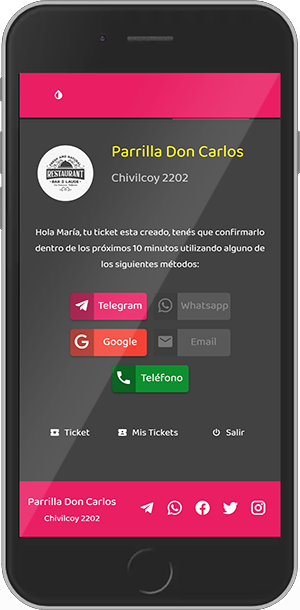 Parrilla Don Carlos
Chivilcoy 2202
RESTAURANT
BAR & LAUGE
Hola María, tu ticket esta creado, tenés que confirmarlo
dentro de los próximos 10 minutos utilizando alguno de
los siguientes métodos:
Telegram
Whatsapp
Google
Email
Teléfono
Ticket
Mis Tickets
Salir
Parrilla Don Carlos
Chivilcoy 2202